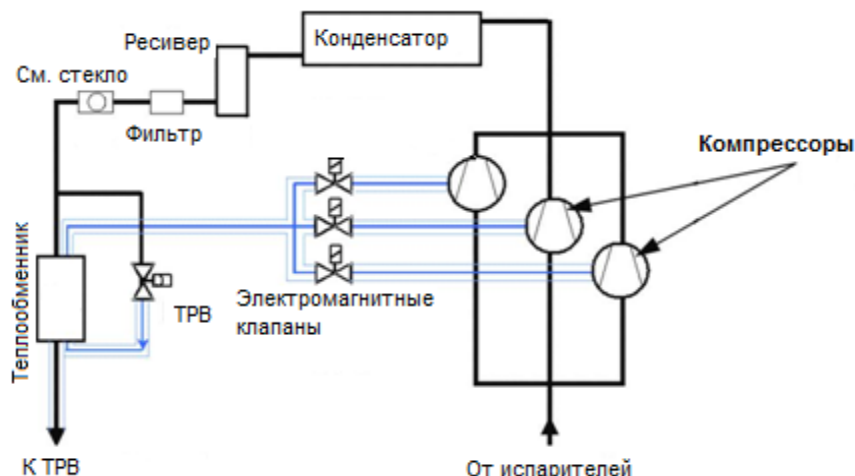 Ресивер
Конденсатор
См. стекло
Фильтр
Компрессоры
Теплообменник
ТРВ
Электромагнитные
клапаны
К ТРВ
От испарителей